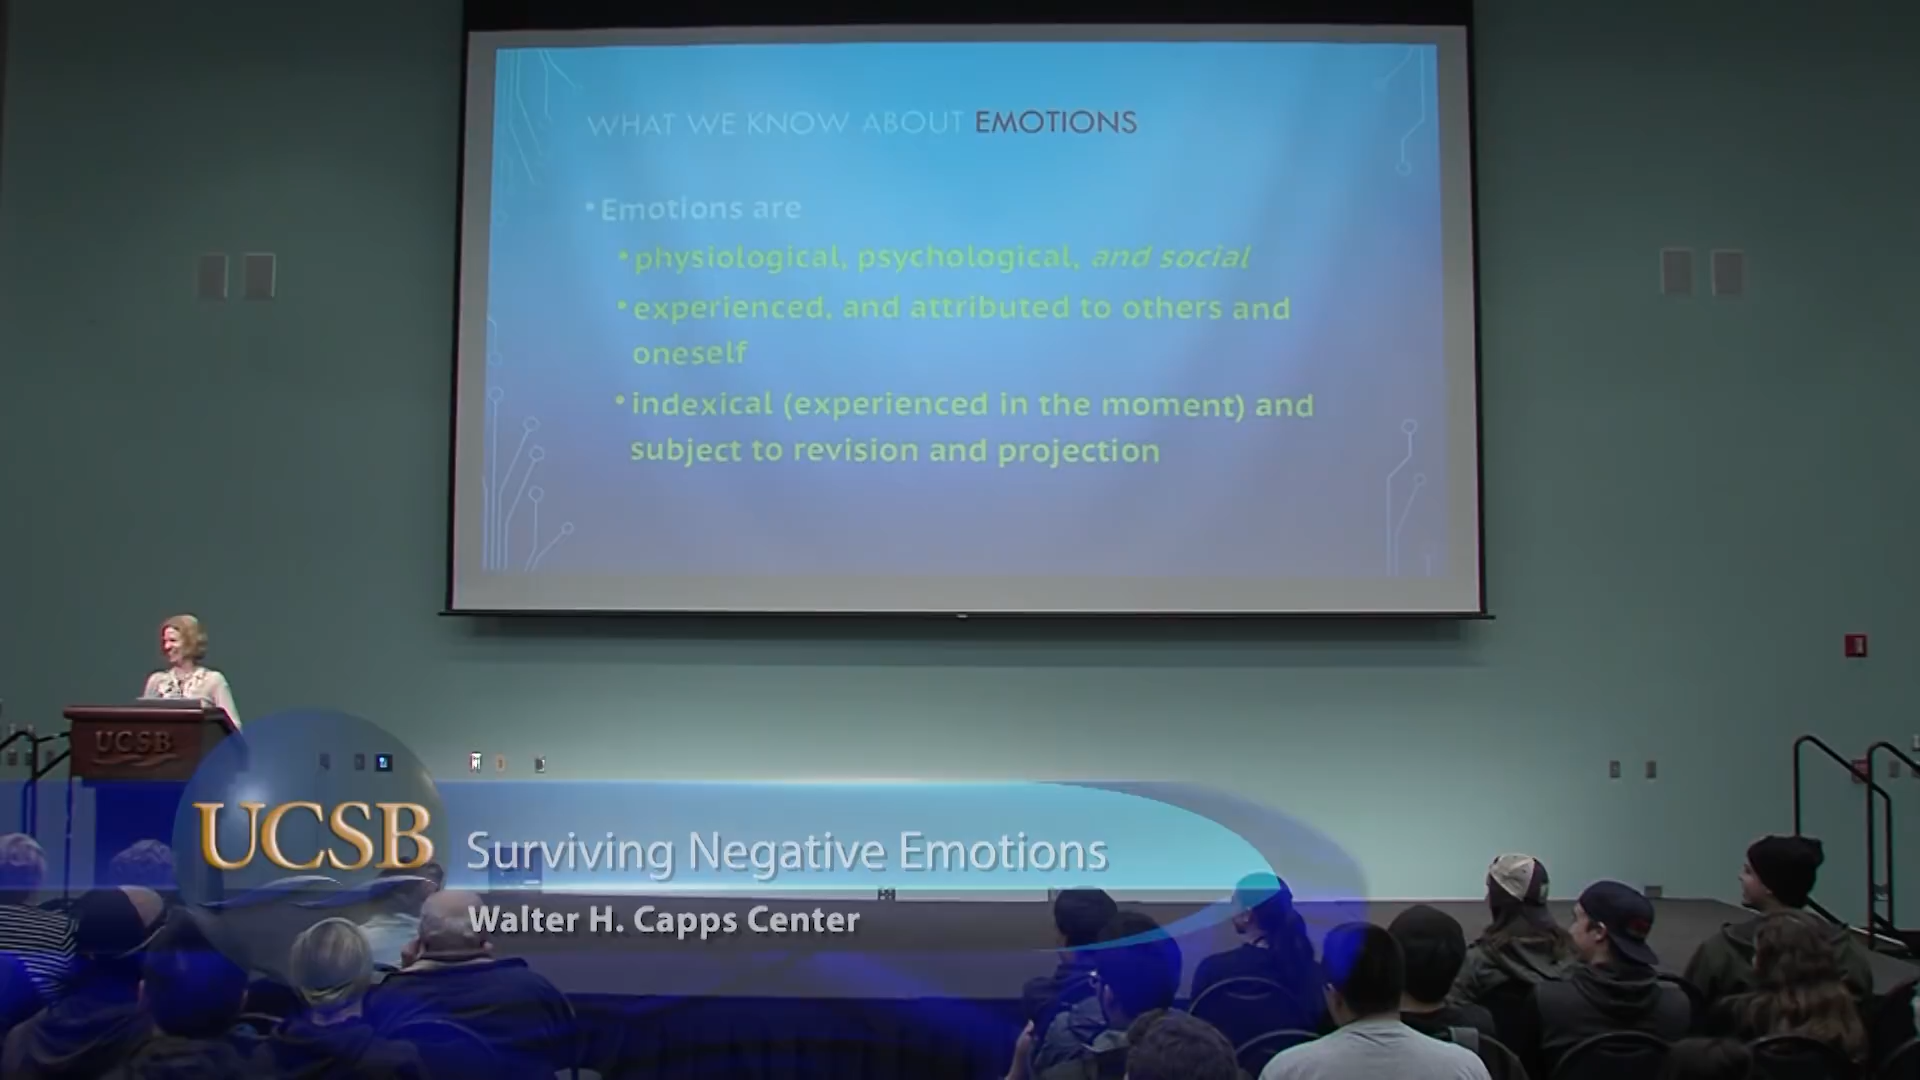 WHAT WE KNOW ABOUT EMOTIONS
•Emotions are
•physiological, psychological, and social
•experienced, and attributed to others and
oneself
•indexical (experienced in the moment) and
subject to revision and projection
UCSB
UCSB
Surviving Negative Emotions
Walter H. Capps Center